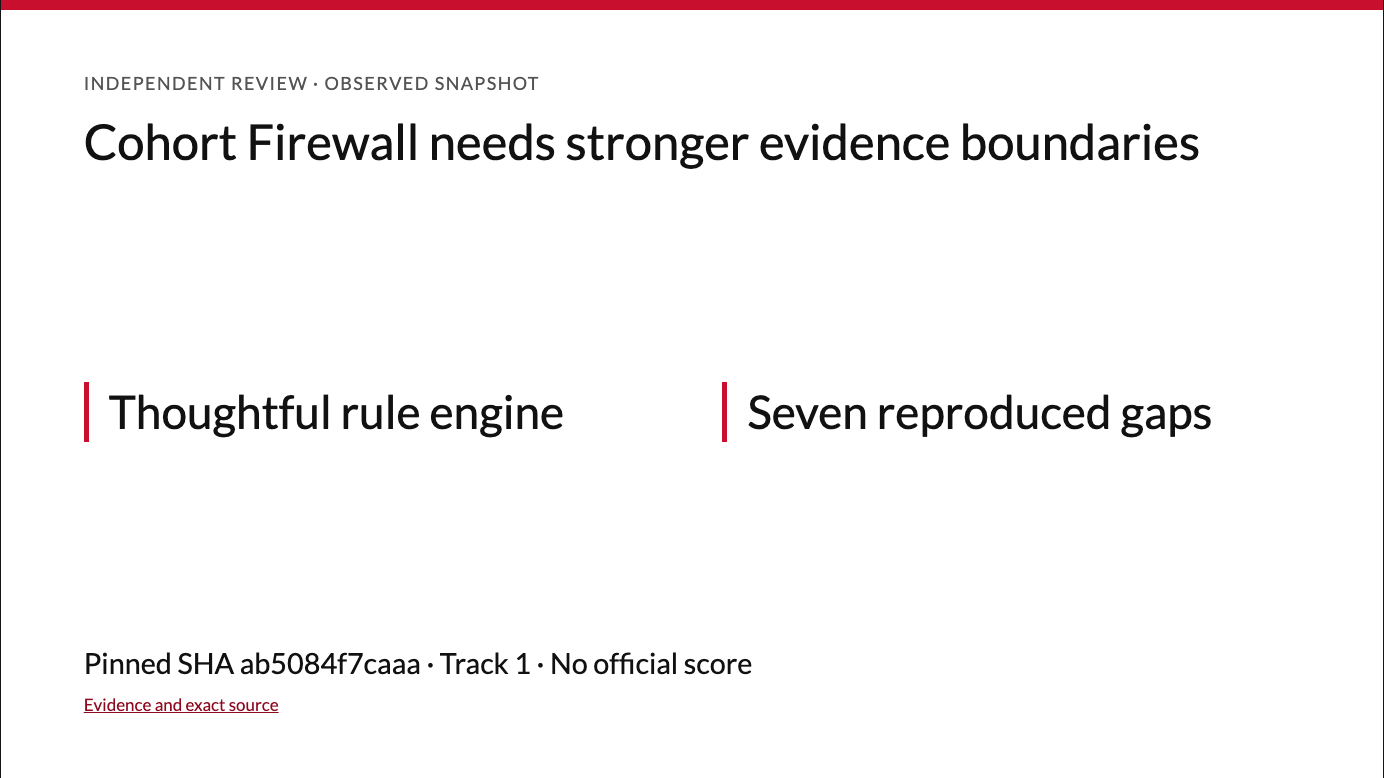 INDEPENDENT REVIEW · OBSERVED SNAPSHOT
Cohort Firewall needs stronger evidence boundaries
Thoughtful rule engine
Seven reproduced gaps
Pinned SHA ab5084f7caaa · Track 1 · No official score
Evidence and exact source